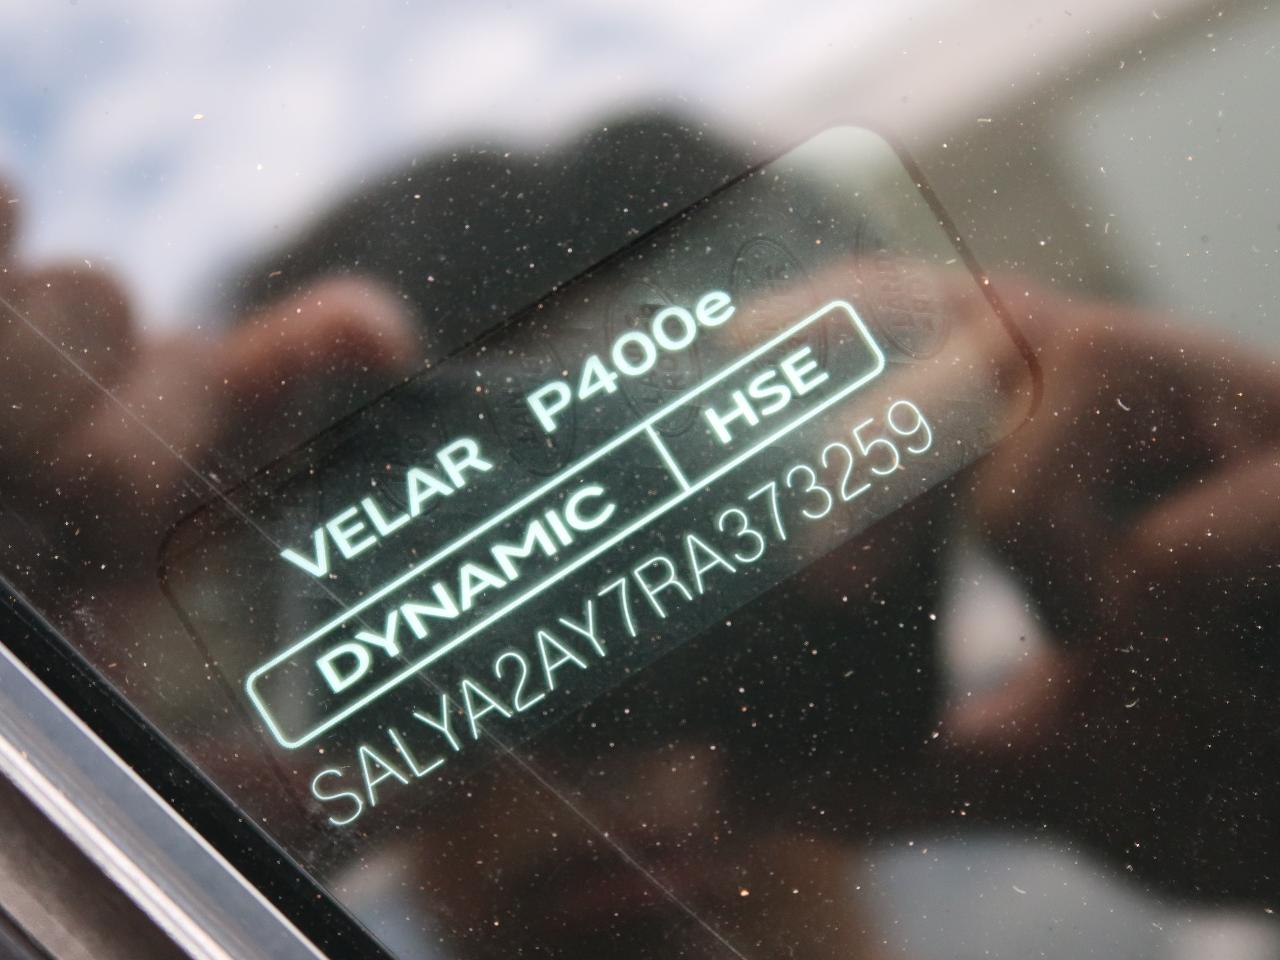 VELAR P400e
DYNAMIC HSE
SALYA2AY7RA373259